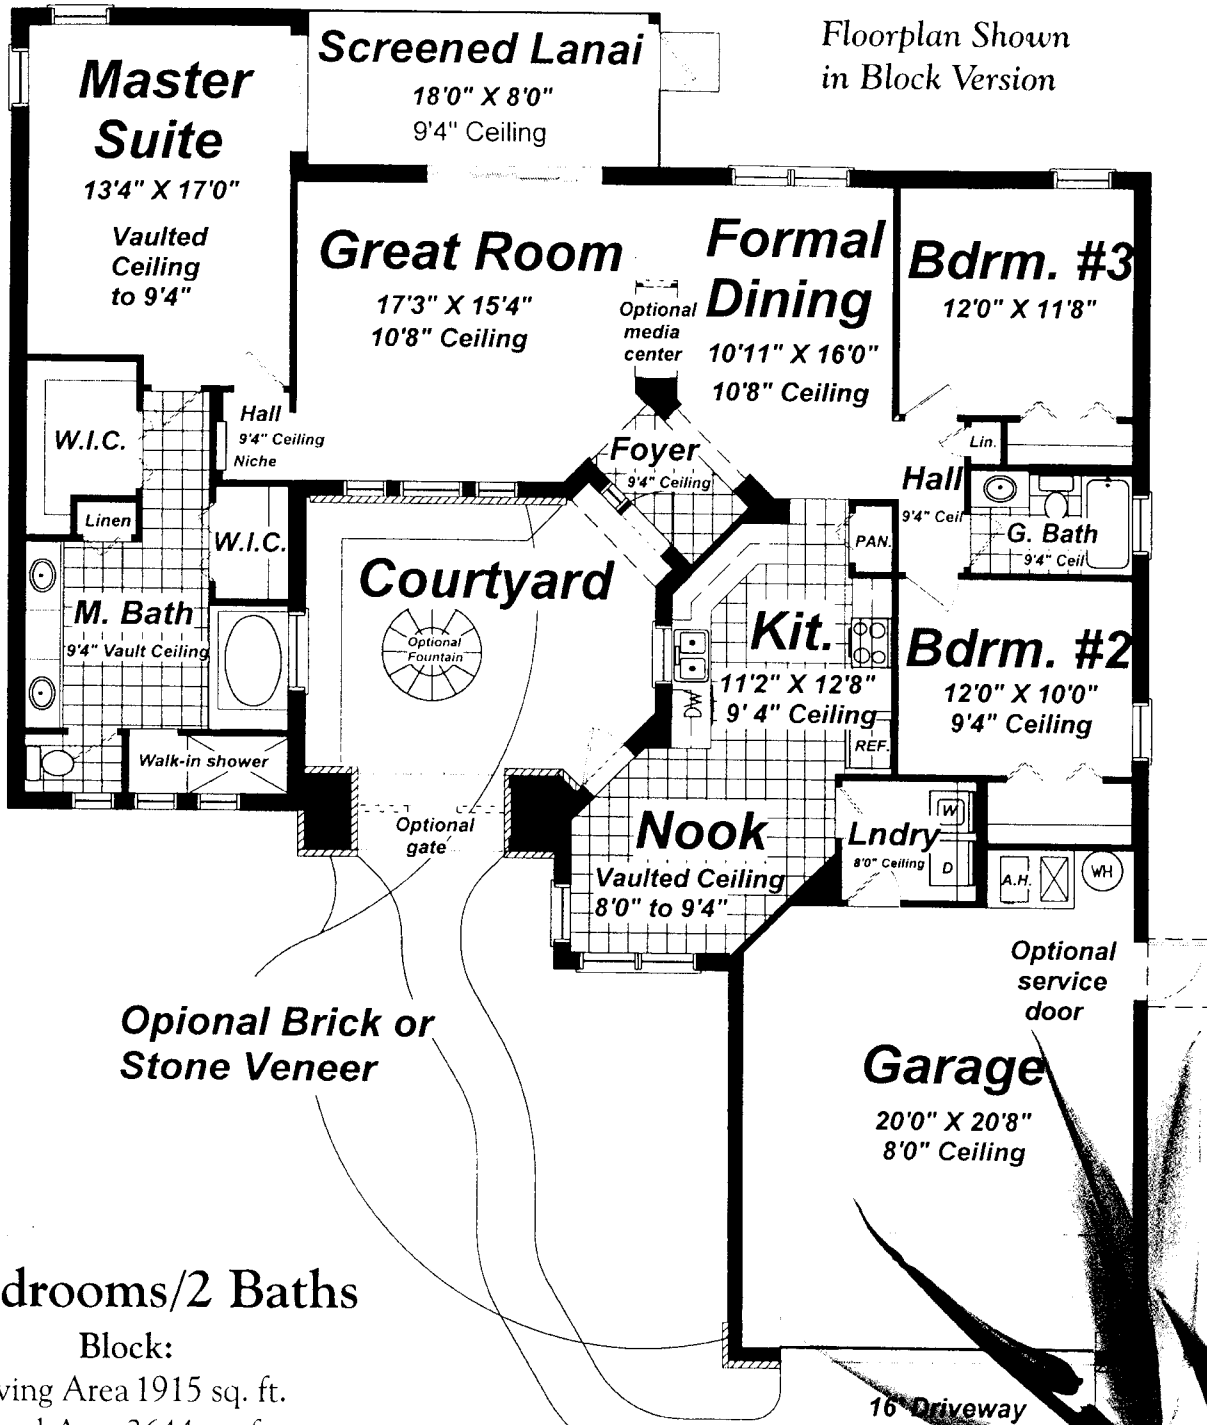 Floorplan Shown
in Block Version
Screened Lanai
18'0" X 8'0"
9'4" Ceiling
Master
Suite
13'4" X 17'0"
Vaulted
Ceiling
to 9'4"
Great Room
17'3" X 15'4"
10'8" Ceiling
Optional
media
center
Formal
Dining
10'11" X 16'0"
10'8" Ceiling
Bdrm. #3
12'0" X 11'8"
W.I.C.
Hall
9'4" Ceiling
Niche
Foyer
9'4" Ceiling
Lin.
Hall
9'4" Ceil
Linen
W.I.C.
PAN.
G. Bath
9'4" Ceil
Courtyard
M. Bath
9'4" Vault Ceiling
Optional
Fountain
Kit.
11'2" X 12'8"
9' 4" Ceiling
DW
REF.
Bdrm. #2
12'0" X 10'0"
9'4" Ceiling
Walk-in shower
Optional
gate
Nook
Vaulted Ceiling
8'0" to 9'4"
Lndry
8'0" Ceiling
W
D
A.H.
WH
Optional
service
door
Opional Brick or
Stone Veneer
Garage
20'0" X 20'8"
8'0" Ceiling
drooms/2 Baths
Block:
ving Area 1915 sq. ft.
16' Driveway